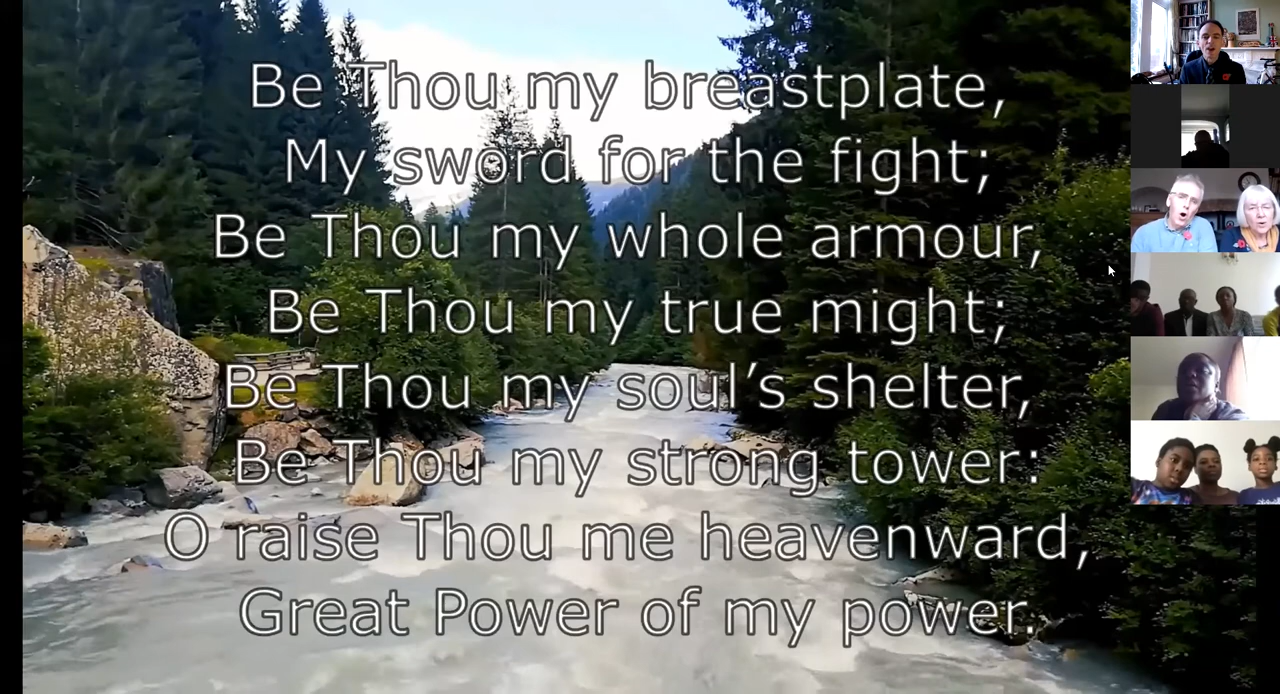 Be Thou my breastplate,
My sword for the fight;
Be Thou my whole armour,
Be Thou my true might;
Be Thou my soul’s shelter,
Be Thou my strong tower:
O raise Thou me heavenward,
Great Power of my power.